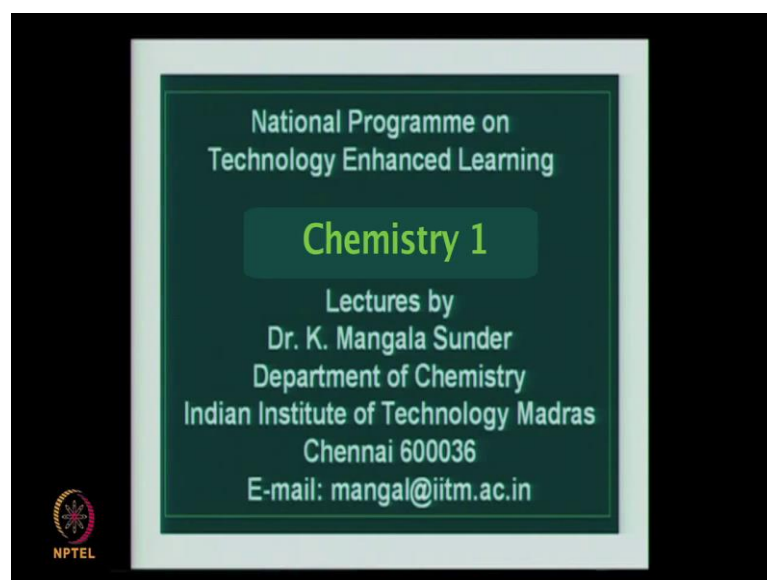 National Programme on
Technology Enhanced Learning
Chemistry 1
Lectures by
Dr. K. Mangala Sunder
Department of Chemistry
Indian Institute of Technology Madras
Chennai 600036
E-mail: mangal@iitm.ac.in
NPTEL